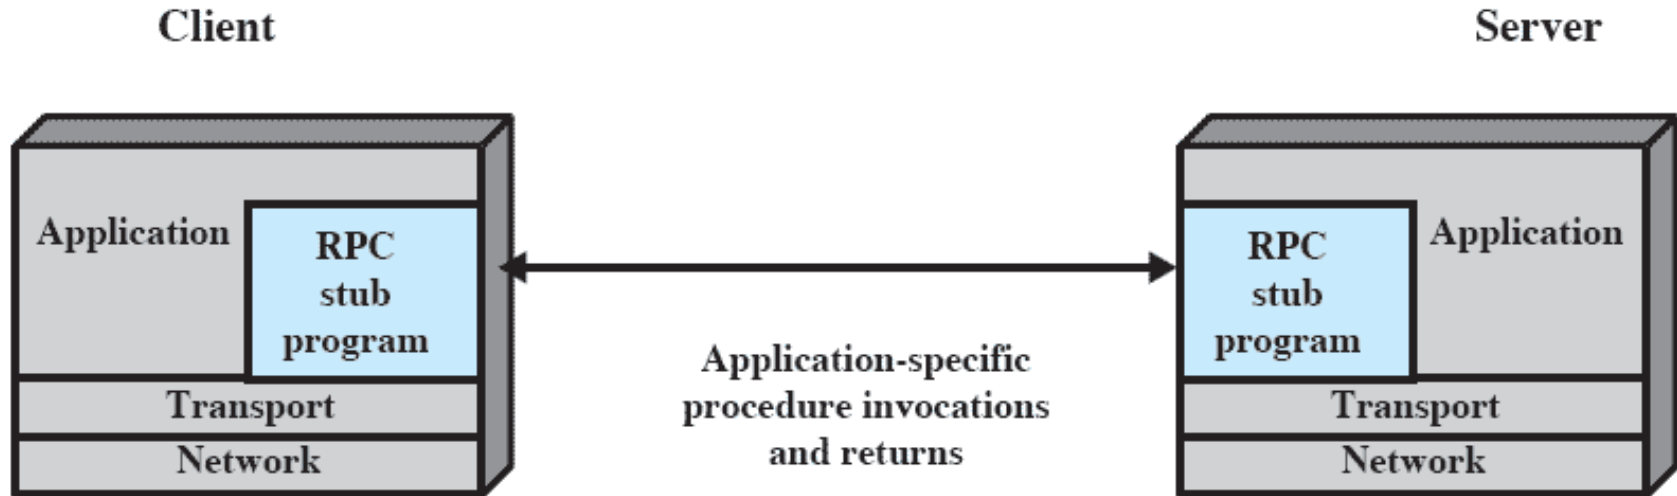 Client
Server
Application
RPC
stub
program
Transport
Network
Application-specific
procedure invocations
and returns
RPC
stub
program
Application
Transport
Network